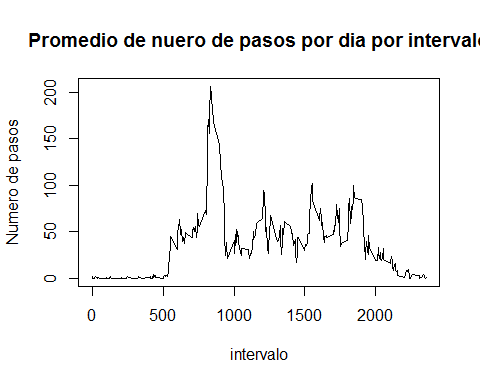 Promedio de nuero de pasos por dia por intervalo
Numero de pasos
200
150
100
50
0
0 500 1000 1500 2000
intervalo